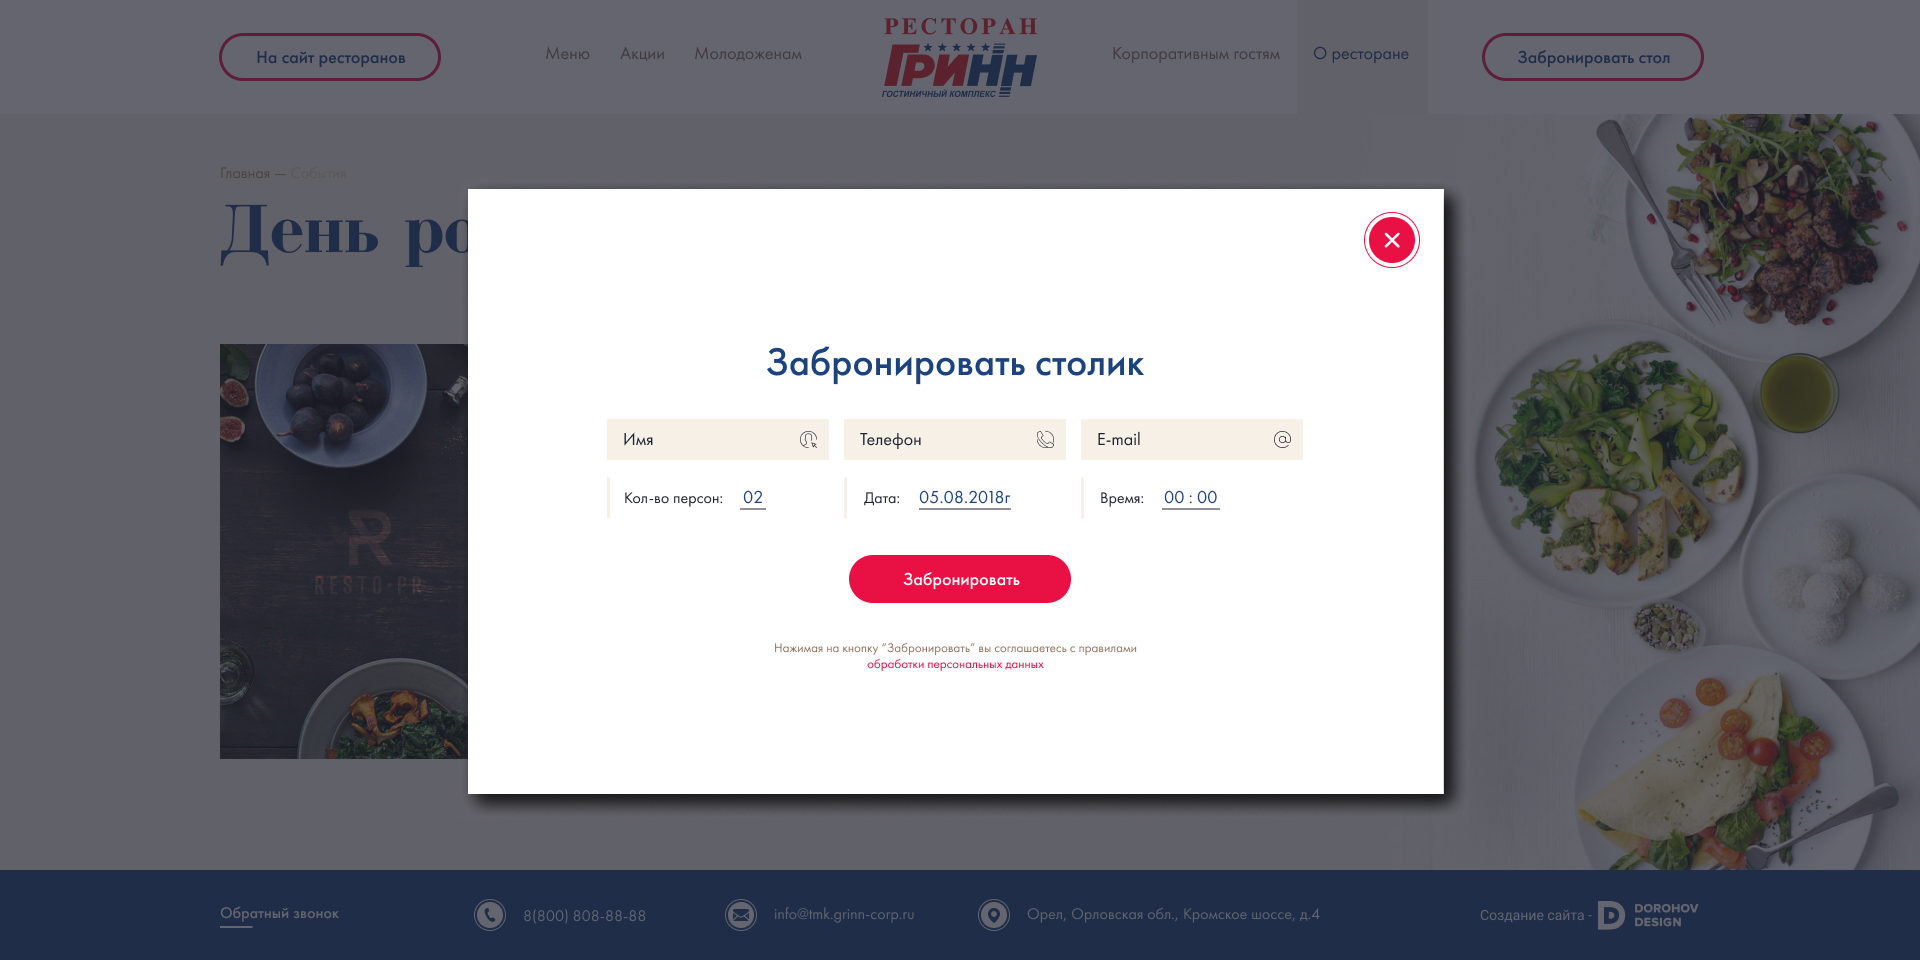 На сайт ресторанов
Меню
Акции
Молодоженам
РЕСТОРАН
ГРИНН
ГОСТИНИЧНЫЙ КОМПЛЕКС
Корпоративным гостям
О ресторане
Забронировать стол
Главная — События
День ро
Забронировать столик
Имя
Телефон
E-mail
Кол-во персон: 02
Дата: 05.08.2018г
Время: 00 : 00
Забронировать
Нажимая на кнопку "Забронировать" вы соглашаетесь с правилами
обработки персональных данных
R
Обратный звонок
8(800) 808-88-88
info@tmk.grinn-corp.ru
Орел, Орловская обл., Кромское шоссе, д.4
Создание сайта -
D
DOROHOV
DESIGN